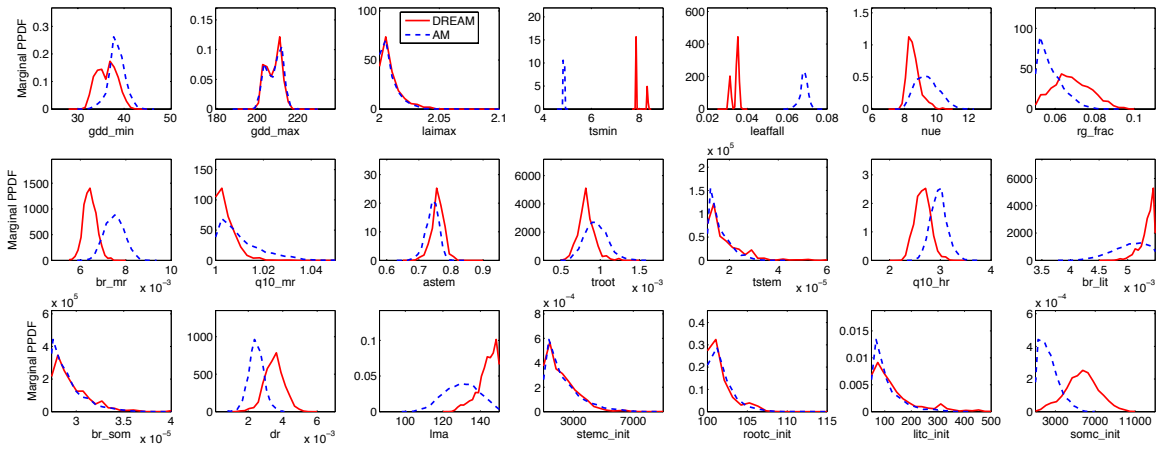 Marginal PPDF
0 0.1 0.2 0.3
30 40 50
gdd_min
0 0.05 0.1 0.15
180 200 220
gdd_max
DREAM
AM
0 50 100
2 2.05 2.1
laimax
0 5 10 15 20
4 6 8
tsmin
0 200 400 600
0.02 0.04 0.06 0.08
leaffall
0 0.5 1 1.5
6 8 10 12
nue
0 50 100
0.05 0.1
rg_frac
Marginal PPDF
0 500 1000 1500
6 8 10
x 10⁻³
br_mr
0 50 100 150
1 1.02 1.04
q10_mr
0 10 20 30
0.6 0.7 0.8 0.9
astem
0 2000 4000 6000
0.5 1 1.5
x 10⁻³
troot
x 10⁵
0 0.5 1 1.5 2
2 4 6
x 10⁻⁵
tstem
0 1 2 3
2 3 4
q10_hr
0 2000 4000 6000
3.5 4 4.5 5
x 10⁻³
br_lit
Marginal PPDF
x 10⁵
0 2 4 6
3 3.5 4
x 10⁻⁵
br_som
0 500 1000
2 4 6
x 10⁻³
dr
0 0.05 0.1
100 120 140
lma
x 10⁻⁴
0 2 4 6 8
3000 7000
stemc_init
0 0.1 0.2 0.3 0.4
100 105 110 115
rootc_init
0 0.005 0.01 0.015
100 200 300 400 500
litc_init
x 10⁻⁴
0 2 4 6
3000 7000 11000
somc_init